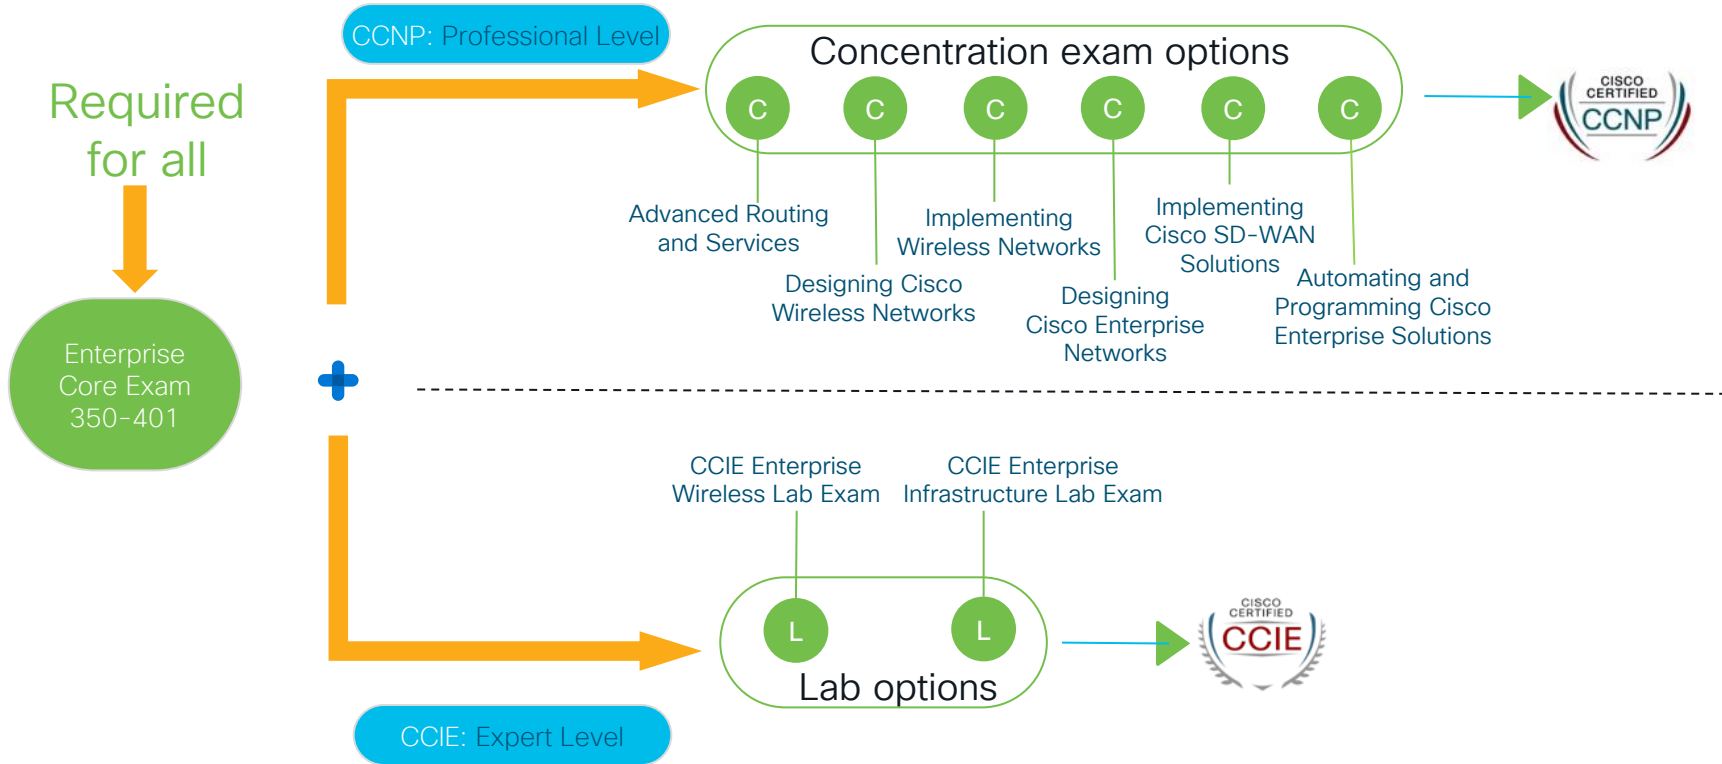 CCNP: Professional Level
Required
for all
Enterprise
Core Exam
350-401
Concentration exam options
C
C
C
C
C
C
Advanced Routing
and Services
Designing Cisco
Wireless Networks
Implementing
Wireless Networks
Designing
Cisco Enterprise
Networks
Implementing
Cisco SD-WAN
Solutions
Automating and
Programming Cisco
Enterprise Solutions
CISCO
CERTIFIED
CCNP
CCIE Enterprise
Wireless Lab Exam
CCIE Enterprise
Infrastructure Lab Exam
L
L
Lab options
CISCO
CERTIFIED
CCIE
CCIE: Expert Level